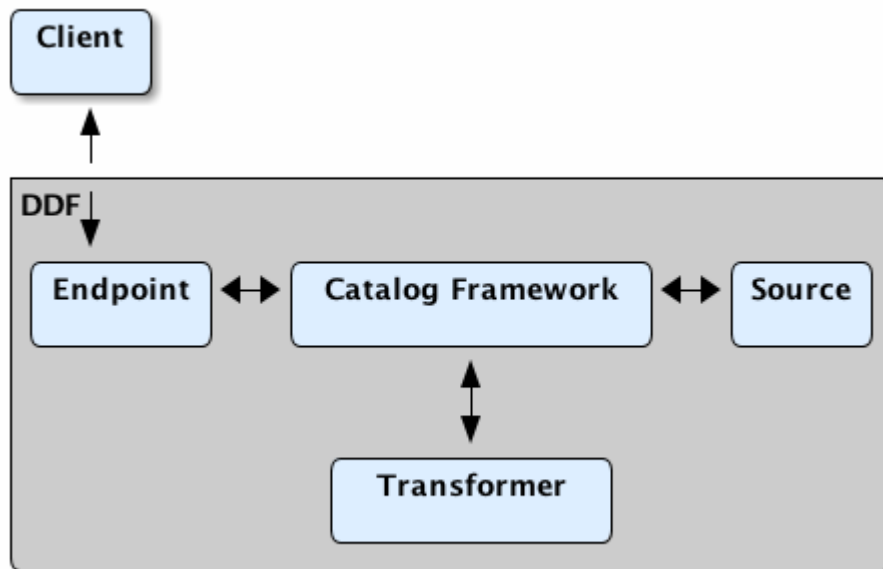 Client
DDF
Endpoint
Catalog Framework
Source
Transformer